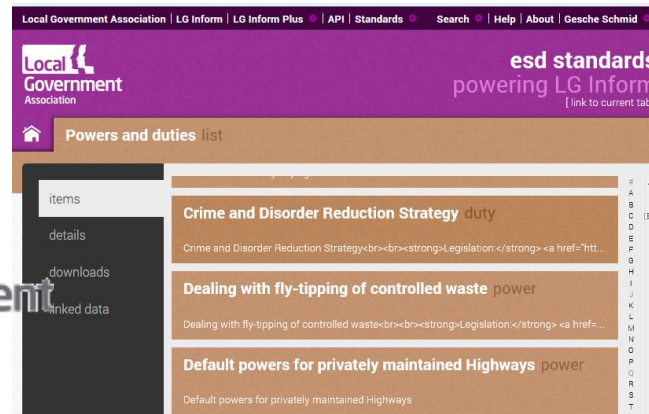 Local Government Association | LG Inform | LG Inform Plus | API | Standards Search | Help | About | Gesche Schmid
Local
Government
Association
esd standards
powering LG Inform
[ link to current tab
Powers and duties list
items
details
downloads
linked data
ent
Crime and Disorder Reduction Strategy duty
Crime and Disorder Reduction Strategy<br><br><strong>Legislation:</strong> <a href="htt...
Dealing with fly-tipping of controlled waste power
Dealing with fly-tipping of controlled waste<br><br><strong>Legislation:</strong> <a href=...
Default powers for privately maintained Highways power
Default powers for privately maintained Highways
#
A
B
C
D
E
F
G
H
I
J
K
L
M
N
O
P
Q
R
S
T